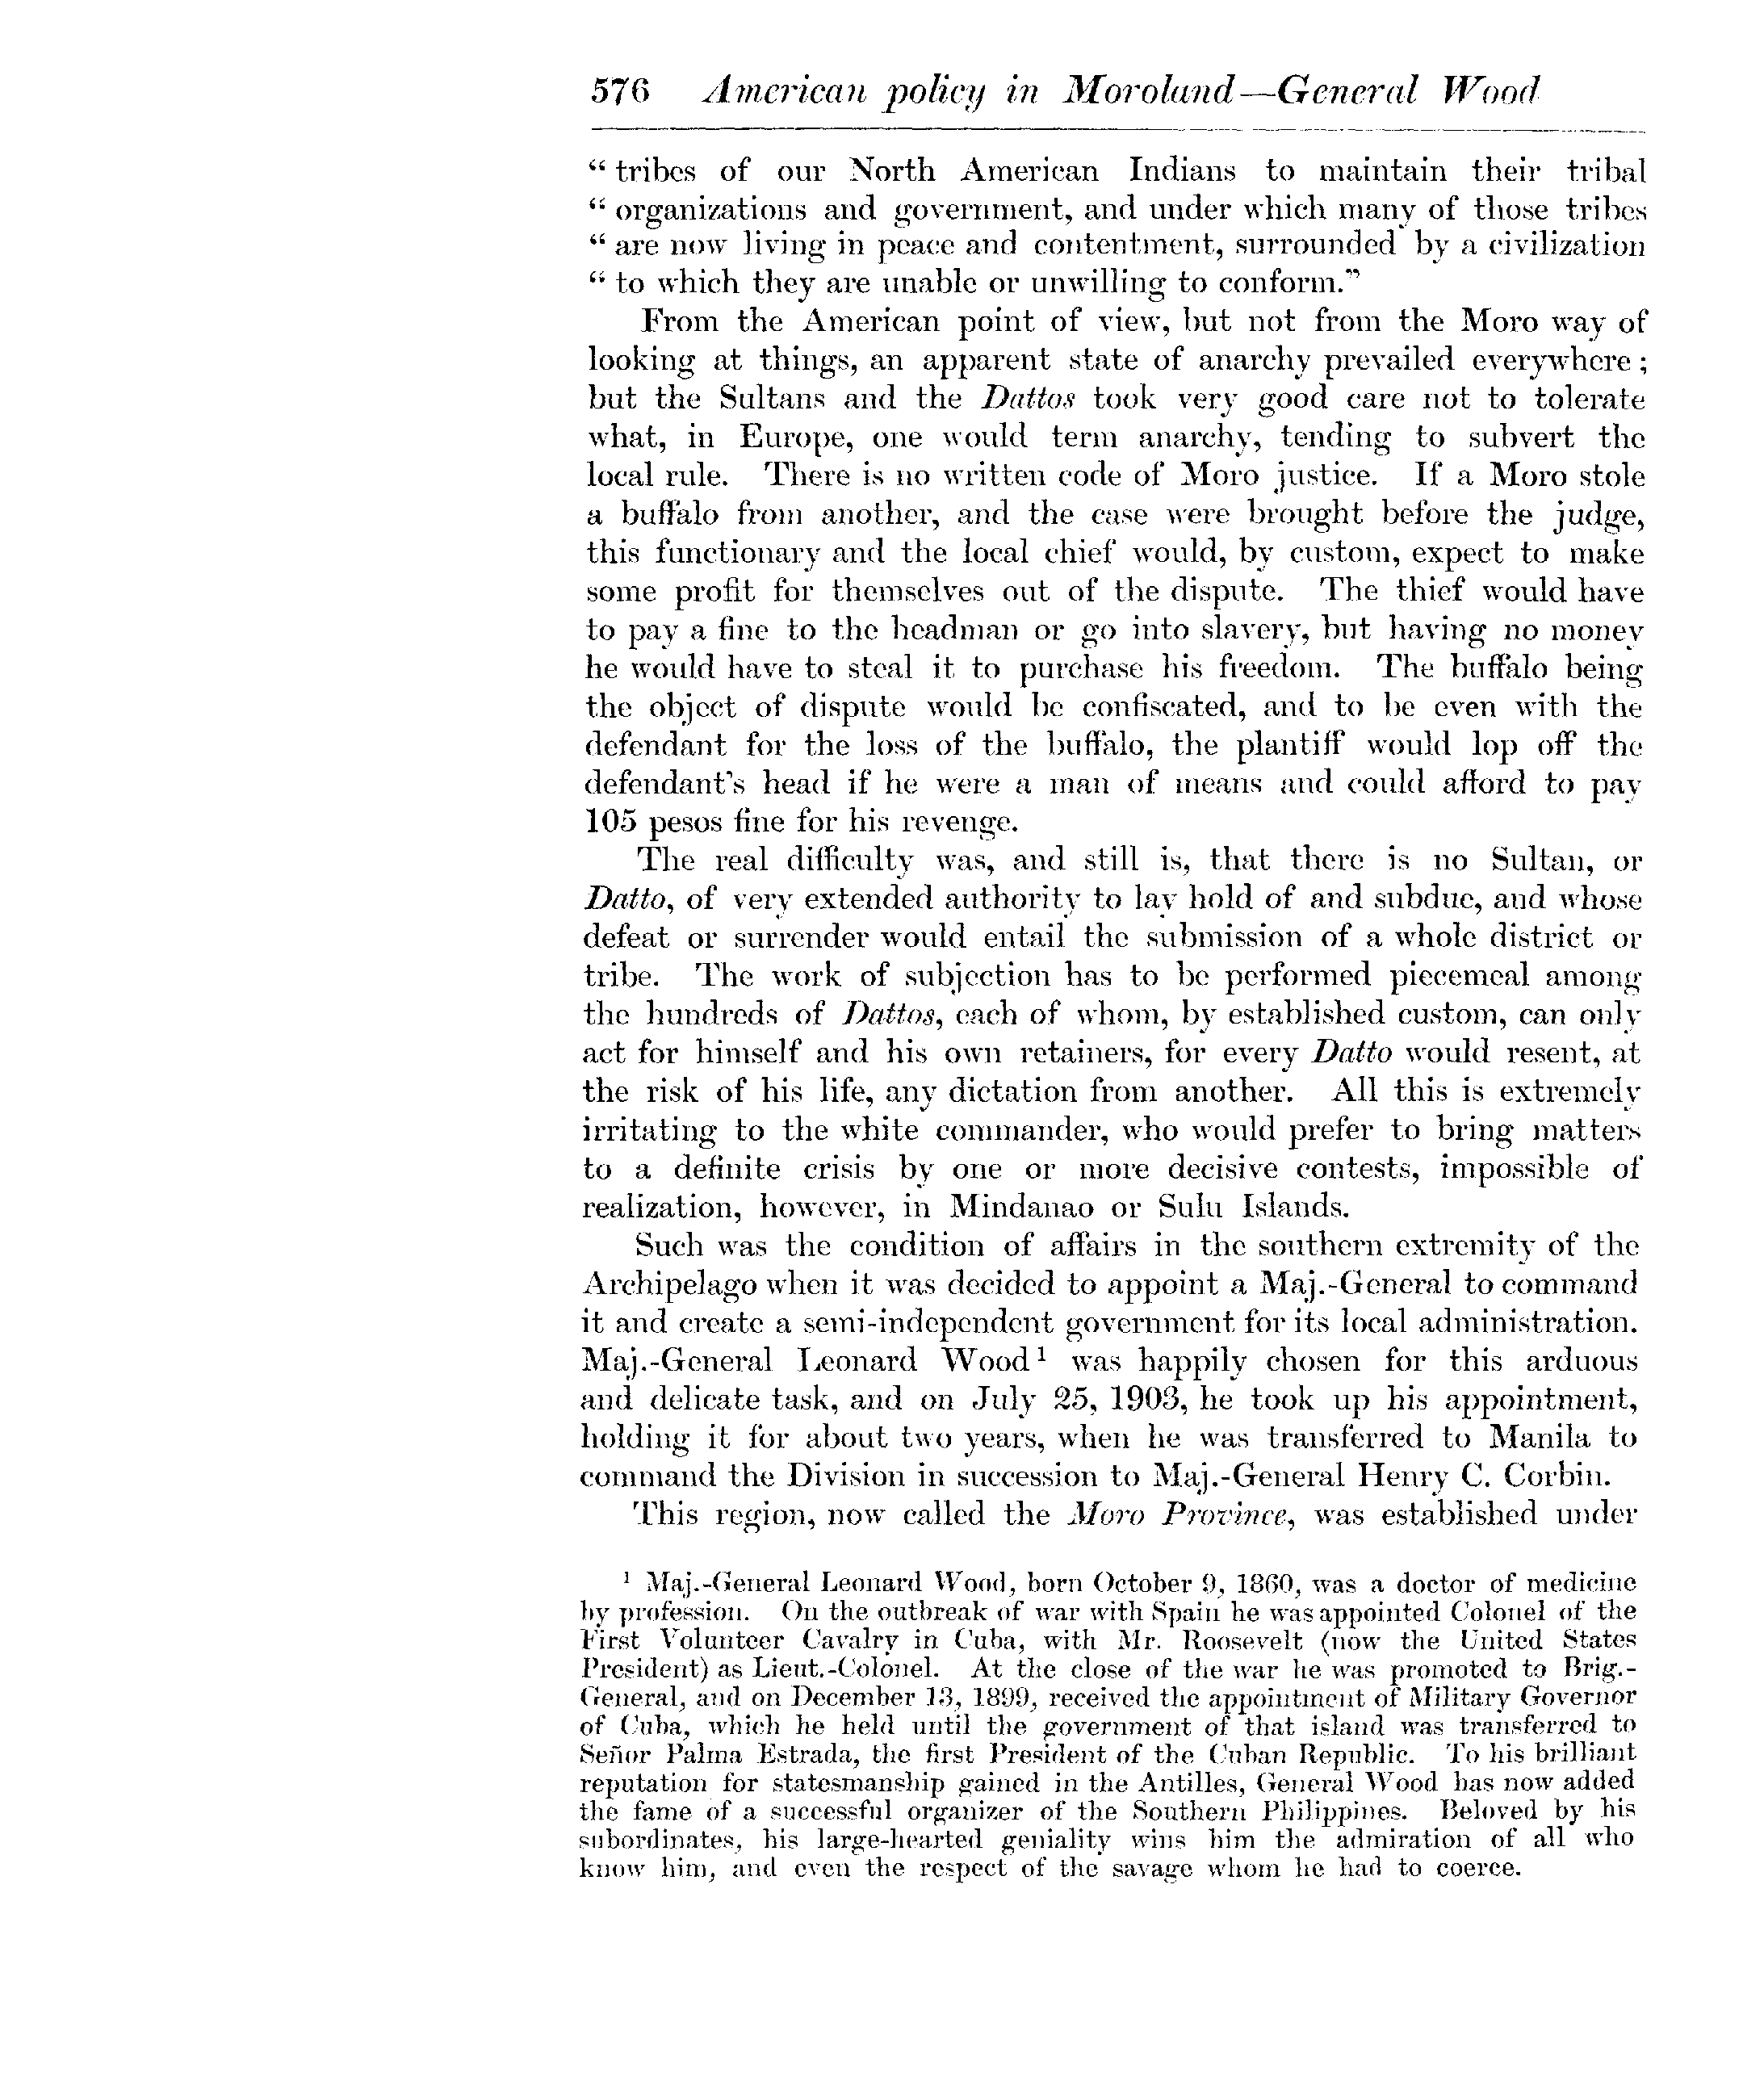 576 American policy in Moroland—General Wood
“ tribes of our North American Indians to maintain their tribal
“ organizations and government, and under which many of those tribes
“ are now living in peace and contentment, surrounded by a civilization
“ to which they are unable or unwilling to conform.”
From the American point of view, but not from the Moro way of
looking at things, an apparent state of anarchy prevailed everywhere ;
but the Sultans and the Dattos took very good care not to tolerate
what, in Europe, one would term anarchy, tending to subvert the
local rule. There is no written code of Moro justice. If a Moro stole
a buffalo from another, and the case were brought before the judge,
this functionary and the local chief would, by custom, expect to make
some profit for themselves out of the dispute. The thief would have
to pay a fine to the headman or go into slavery, but having no money
he would have to steal it to purchase his freedom. The buffalo being
the object of dispute would be confiscated, and to be even with the
defendant for the loss of the buffalo, the plantiff would lop off the
defendant's head if he were a man of means and could afford to pay
105 pesos fine for his revenge.
The real difficulty was, and still is, that there is no Sultan, or
Datto, of very extended authority to lay hold of and subdue, and whose
defeat or surrender would entail the submission of a whole district or
tribe. The work of subjection has to be performed piecemeal among
the hundreds of Dattos, each of whom, by established custom, can only
act for himself and his own retainers, for every Datto would resent, at
the risk of his life, any dictation from another. All this is extremely
irritating to the white commander, who would prefer to bring matters
to a definite crisis by one or more decisive contests, impossible of
realization, however, in Mindanao or Sulu Islands.
Such was the condition of affairs in the southern extremity of the
Archipelago when it was decided to appoint a Maj.-General to command
it and create a semi-independent government for its local administration.
Maj.-General Leonard Wood ¹ was happily chosen for this arduous
and delicate task, and on July 25, 1903, he took up his appointment,
holding it for about two years, when he was transferred to Manila to
command the Division in succession to Maj.-General Henry C. Corbin.
This region, now called the Moro Province, was established under
¹ Maj.-General Leonard Wood, born October 9, 1860, was a doctor of medicine
by profession. On the outbreak of war with Spain he was appointed Colonel of the
First Volunteer Cavalry in Cuba, with Mr. Roosevelt (now the United States
President) as Lieut.-Colonel. At the close of the war he was promoted to Brig.-
General, and on December 13, 1899, received the appointment of Military Governor
of Cuba, which he held until the government of that island was transferred to
Señor Palma Estrada, the first President of the Cuban Republic. To his brilliant
reputation for statesmanship gained in the Antilles, General Wood has now added
the fame of a successful organizer of the Southern Philippines. Beloved by his
subordinates, his large-hearted geniality wins him the admiration of all who
know him, and even the respect of the savage whom he had to coerce.